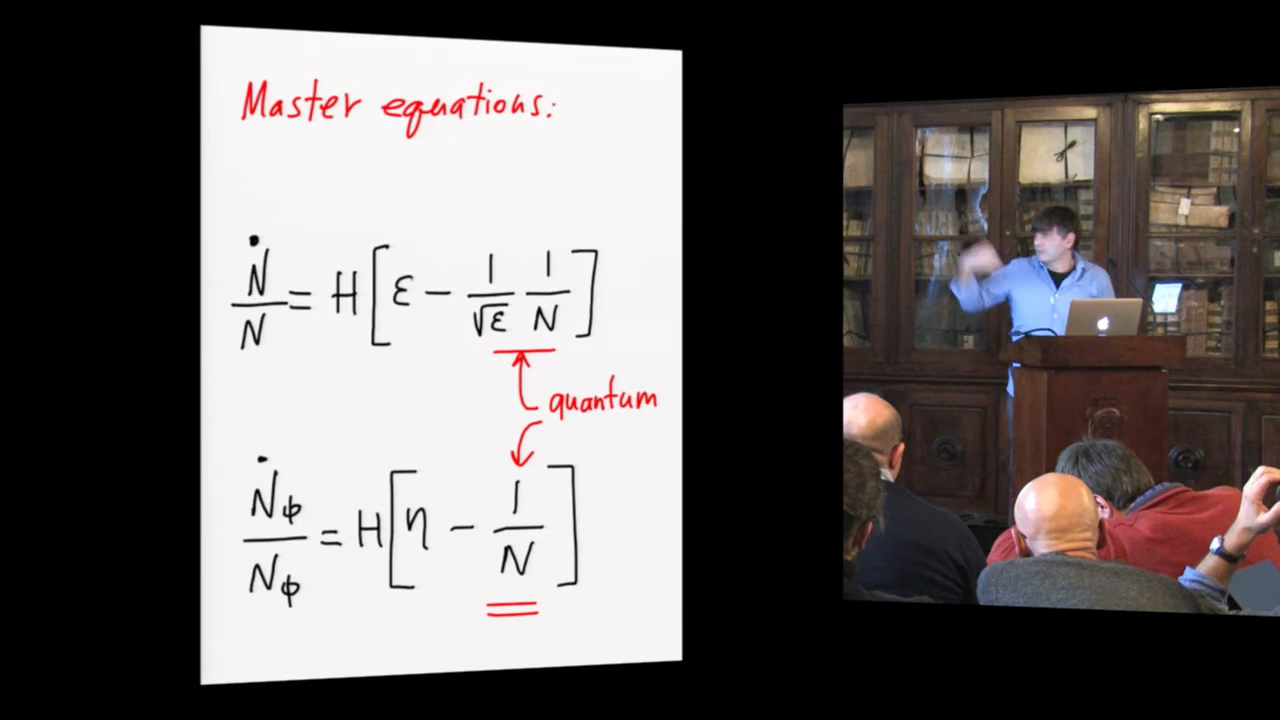 Master equations:
Ṅ/N = H[ε − 1/√ε 1/N]
quantum
Ṅφ/Nφ = H[η − 1/N]